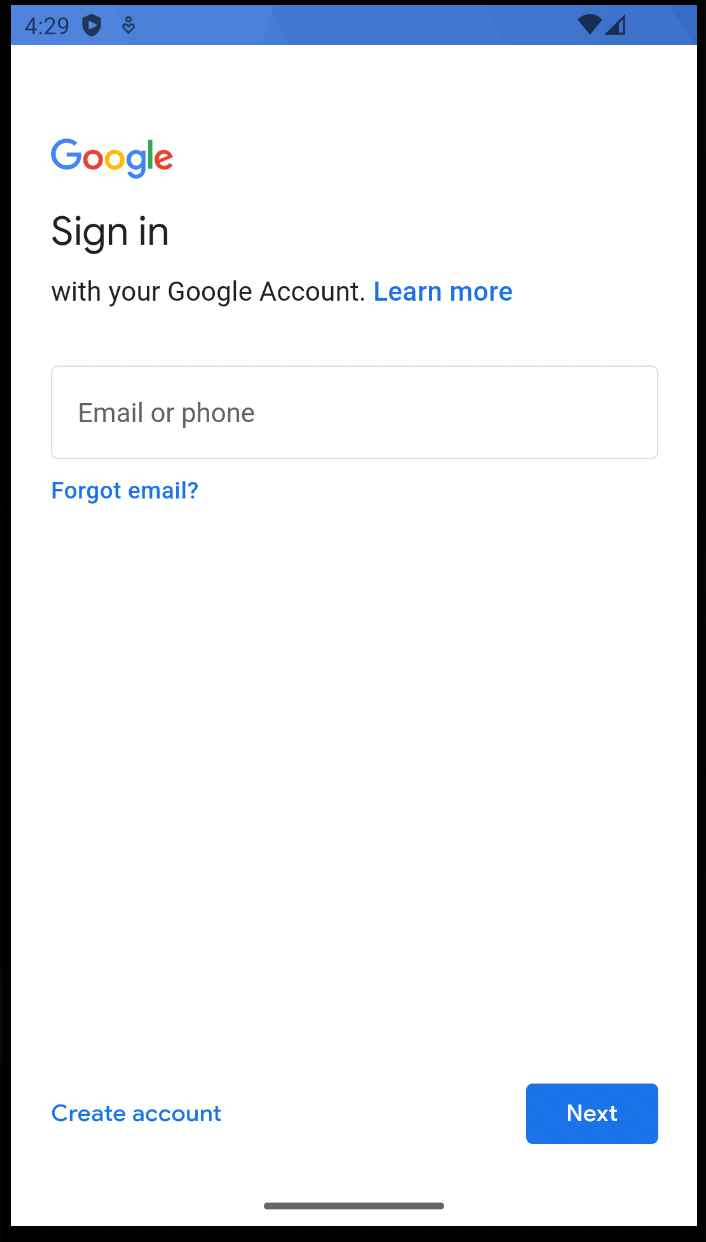 4:29
Google
Sign in
with your Google Account. Learn more
Email or phone
Forgot email?
Create account
Next